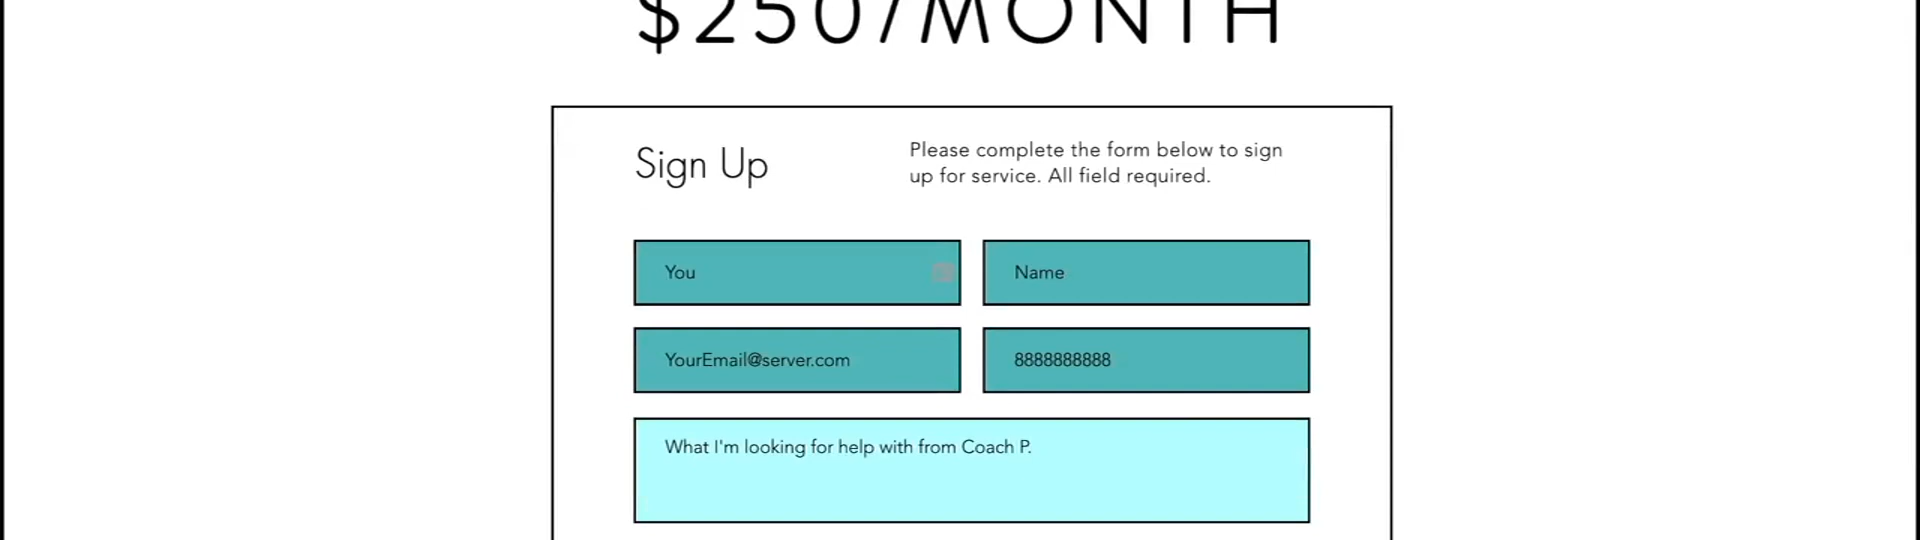 $250/MONTH
Sign Up
Please complete the form below to sign
up for service. All field required.
You
Name
YourEmail@server.com
8888888888
What I'm looking for help with from Coach P.